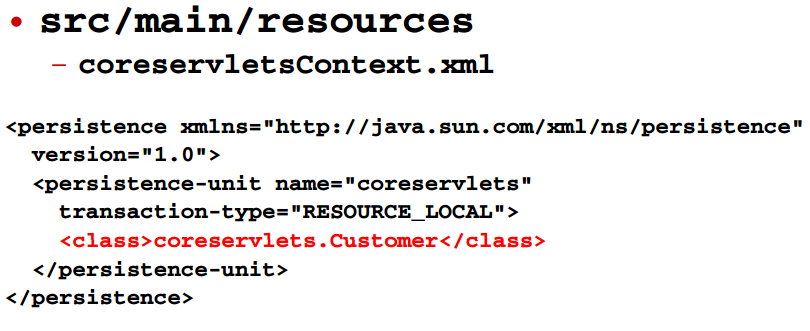 • src/main/resources
– coreservletsContext.xml
<persistence xmlns="http://java.sun.com/xml/ns/persistence"
version="1.0">
<persistence-unit name="coreservlets"
transaction-type="RESOURCE_LOCAL">
<class>coreservlets.Customer</class>
</persistence-unit>
</persistence>